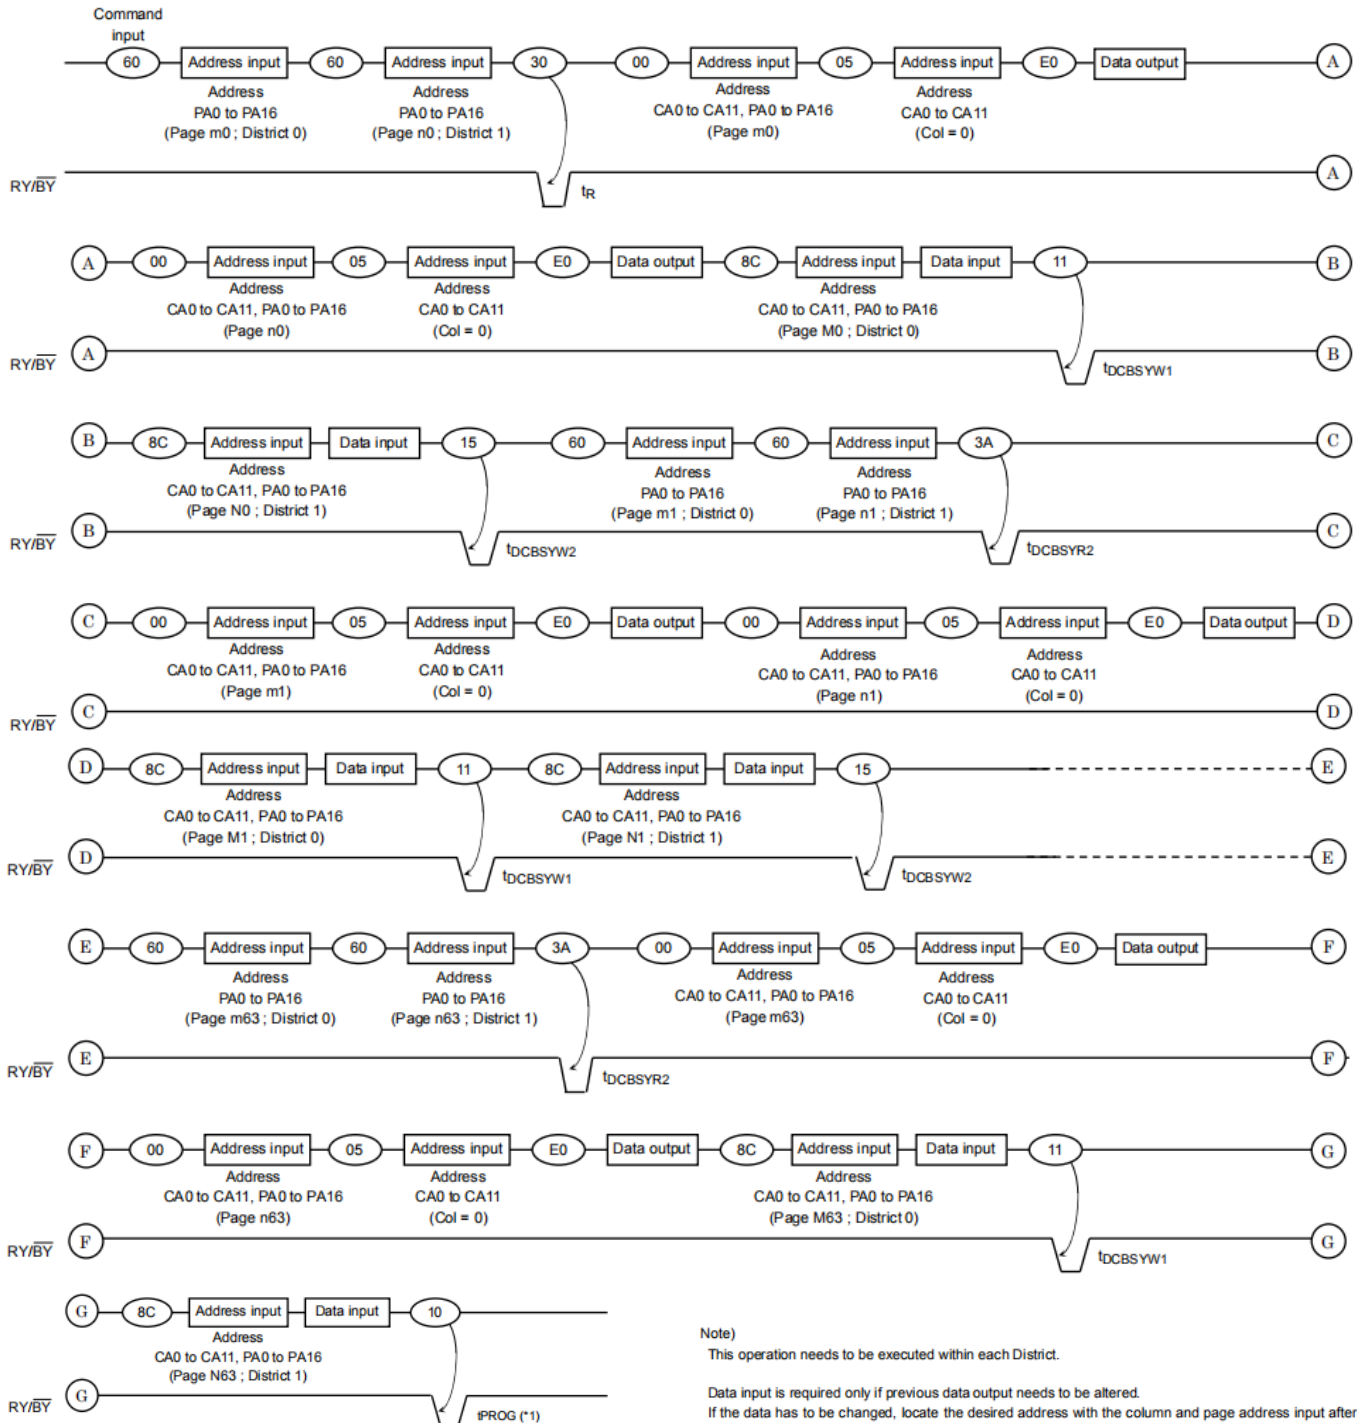 Command
input
60 Address input 60 Address input 30 00 Address input 05 Address input E0 Data output A
Address
PA0 to PA16
(Page m0 ; District 0)
Address
PA0 to PA16
(Page n0 ; District 1)
Address
CA0 to CA11, PA0 to PA16
(Page m0)
Address
CA0 to CA11
(Col = 0)
RY/BY tR A
A 00 Address input 05 Address input E0 Data output 8C Address input Data input 11 B
Address
CA0 to CA11, PA0 to PA16
(Page n0)
Address
CA0 to CA11
(Col = 0)
Address
CA0 to CA11, PA0 to PA16
(Page M0 ; District 0)
RY/BY A tDCBSYW1 B
B 8C Address input Data input 15 60 Address input 60 Address input 3A C
Address
CA0 to CA11, PA0 to PA16
(Page N0 ; District 1)
Address
PA0 to PA16
(Page m1 ; District 0)
Address
PA0 to PA16
(Page n1 ; District 1)
RY/BY B tDCBSYW2 tDCBSYR2 C
C 00 Address input 05 Address input E0 Data output 00 Address input 05 Address input E0 Data output D
Address
CA0 to CA11, PA0 to PA16
(Page m1)
Address
CA0 to CA11
(Col = 0)
Address
CA0 to CA11, PA0 to PA16
(Page n1)
Address
CA0 to CA11
(Col = 0)
RY/BY C D
D 8C Address input Data input 11 8C Address input Data input 15 E
Address
CA0 to CA11, PA0 to PA16
(Page M1 ; District 0)
Address
CA0 to CA11, PA0 to PA16
(Page N1 ; District 1)
RY/BY D tDCBSYW1 tDCBSYW2 E
E 60 Address input 60 Address input 3A 00 Address input 05 Address input E0 Data output F
Address
PA0 to PA16
(Page m63 ; District 0)
Address
PA0 to PA16
(Page n63 ; District 1)
Address
CA0 to CA11, PA0 to PA16
(Page m63)
Address
CA0 to CA11
(Col = 0)
RY/BY E tDCBSYR2 F
F 00 Address input 05 Address input E0 Data output 8C Address input Data input 11 G
Address
CA0 to CA11, PA0 to PA16
(Page n63)
Address
CA0 to CA11
(Col = 0)
Address
CA0 to CA11, PA0 to PA16
(Page M63 ; District 0)
RY/BY F tDCBSYW1 G
G 8C Address input Data input 10
Address
CA0 to CA11, PA0 to PA16
(Page N63 ; District 1)
RY/BY G tPROG (*1)
Note)
This operation needs to be executed within each District.
Data input is required only if previous data output needs to be altered.
If the data has to be changed, locate the desired address with the column and page address input after